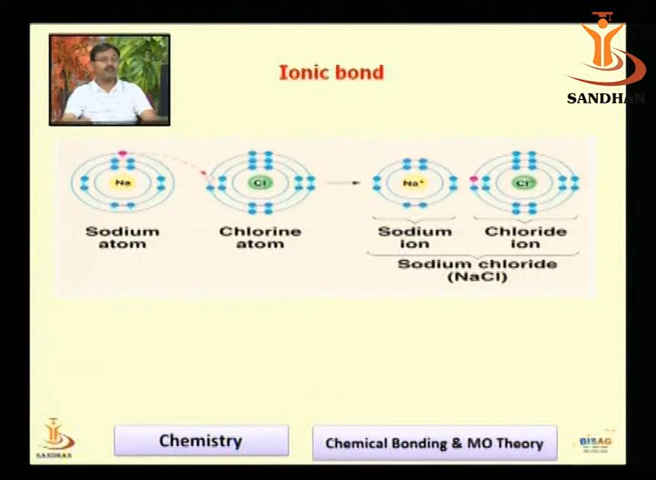 Ionic bond
SANDHAN
Na
Cl
Na⁺
Cl⁻
Sodium
atom
Chlorine
atom
Sodium
ion
Chloride
ion
Sodium chloride
(NaCl)
SANDHAN
Chemistry
Chemical Bonding & MO Theory
BISAG